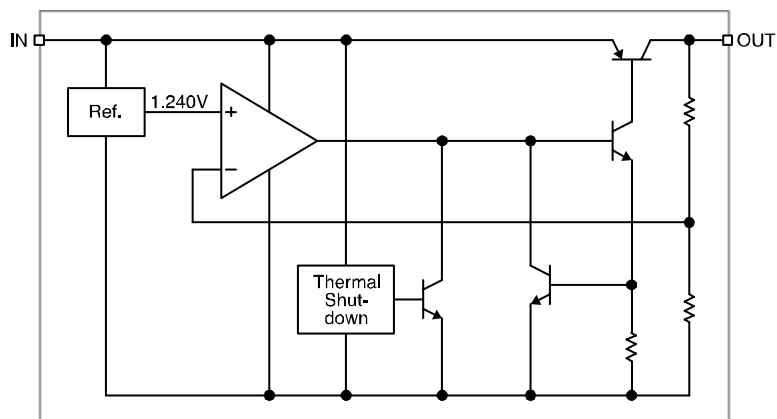 IN
OUT
Ref.
1.240V
+
−
Thermal
Shut-
down